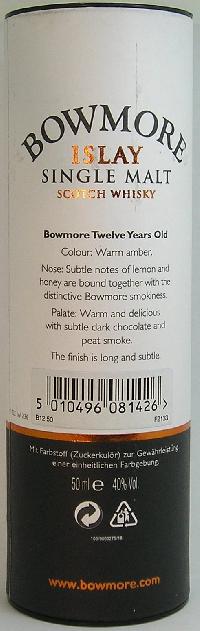 BOWMORE
ISLAY
SINGLE MALT
SCOTCH WHISKY
Bowmore Twelve Years Old
Colour: Warm amber.
Nose: Subtle notes of lemon and
honey are bound together with the
distinctive Bowmore smokiness.
Palate: Warm and delicious
with subtle dark chocolate and
peat smoke.
The finish is long and subtle.
5 010496 081426 >
B12 50
Mit Farbstoff (Zuckerkulör) zur Gewährleistung
einer einheitlichen Farbgebung.
50 ml e 40% Vol.
www.bowmore.com